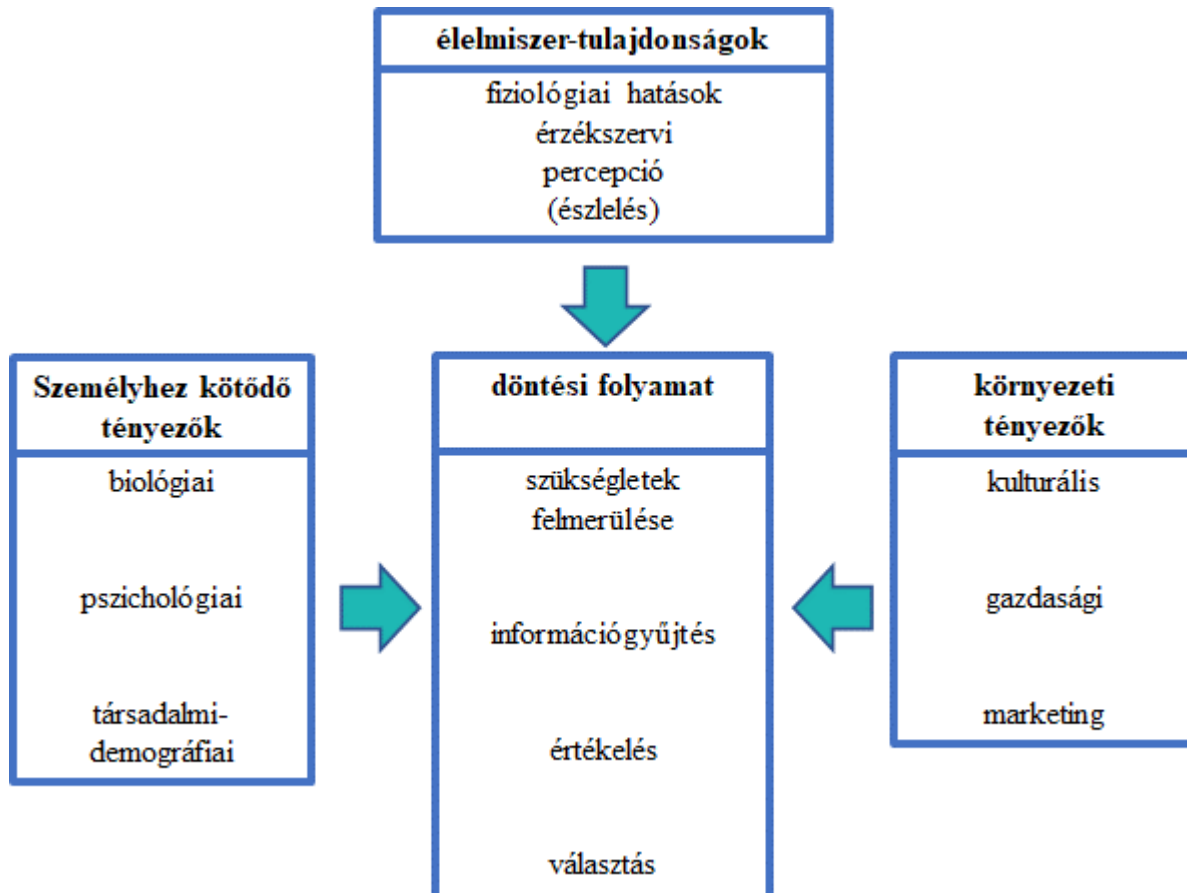 élelmiszer-tulajdonságok
fiziológiai hatások
érzékszervi
percepció
(észlelés)
Személyhez kötődő
tényezők
biológiai
pszichológiai
társadalmi-
demográfiai
döntési folyamat
szükségletek
felmerülése
információgyűjtés
értékelés
választás
környezeti
tényezők
kulturális
gazdasági
marketing